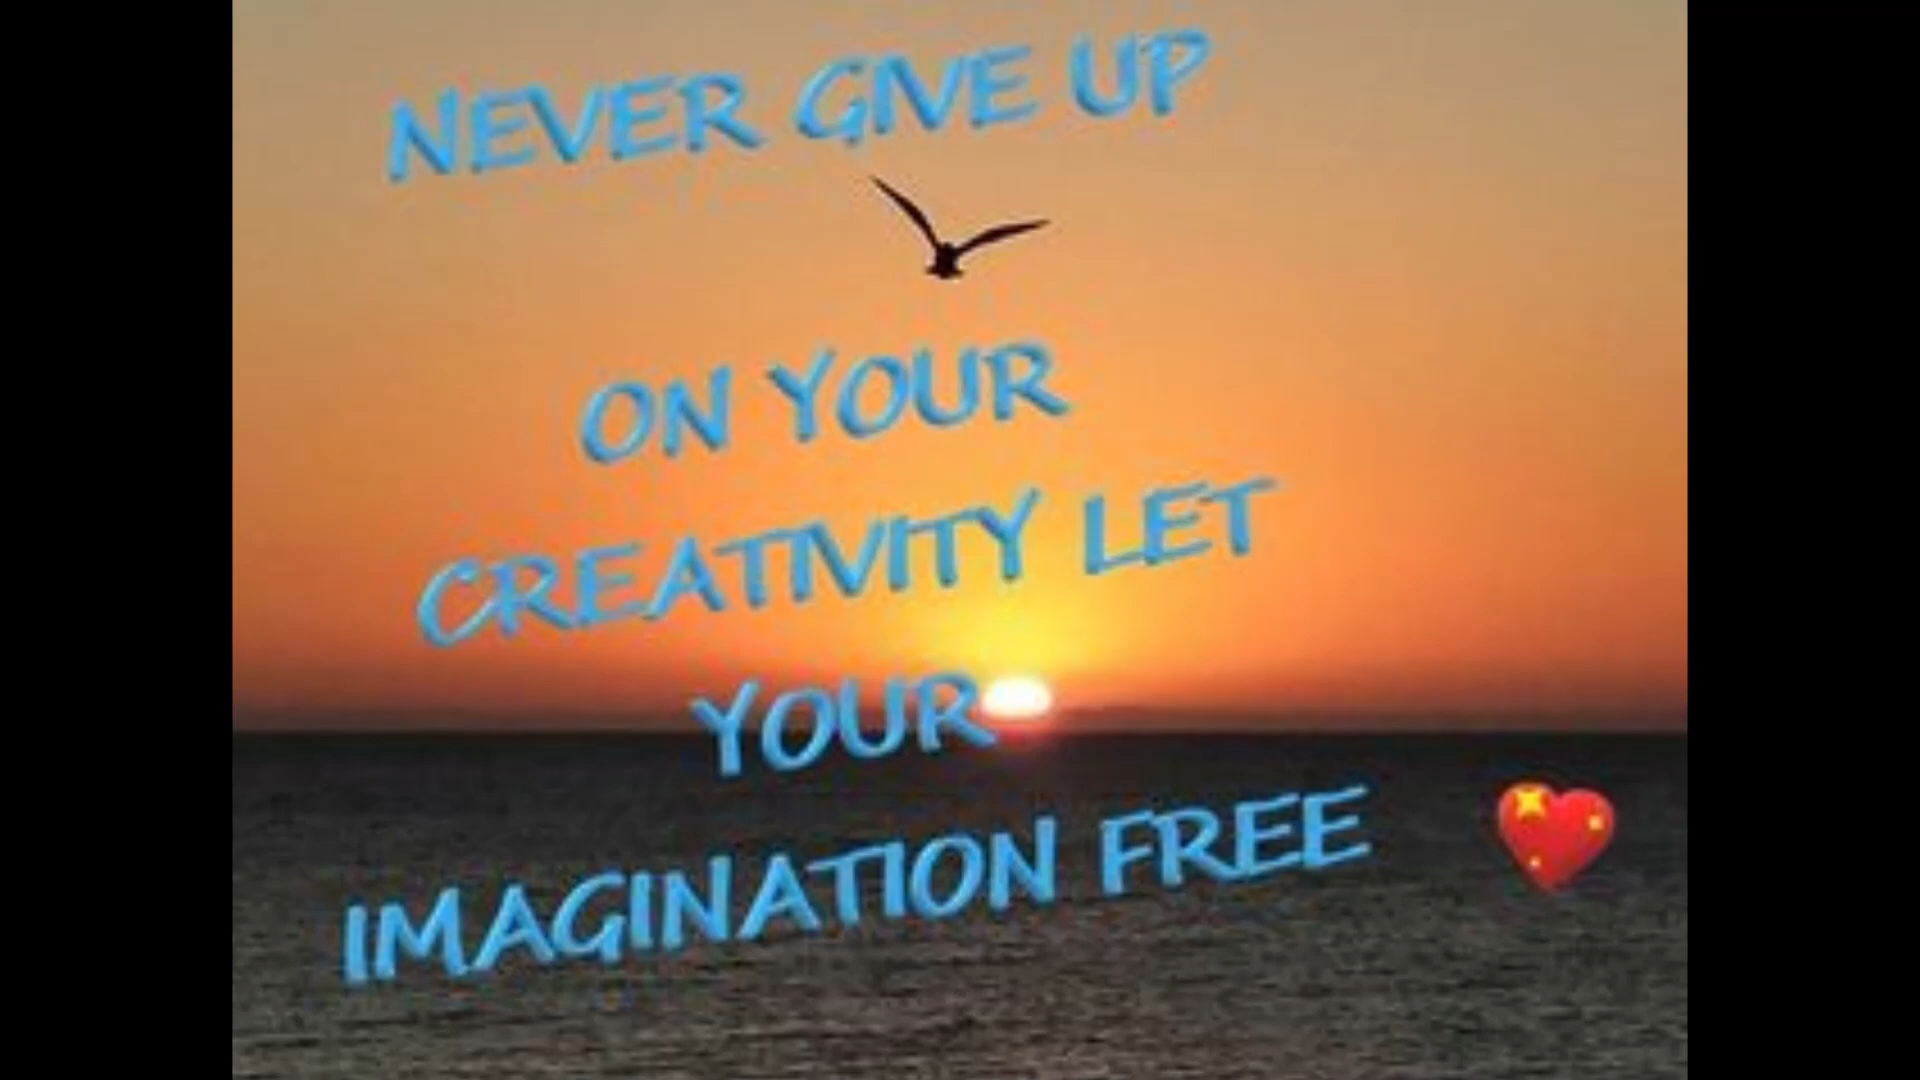 NEVER GIVE UP
ON YOUR
CREATIVITY LET
YOUR
IMAGINATION FREE